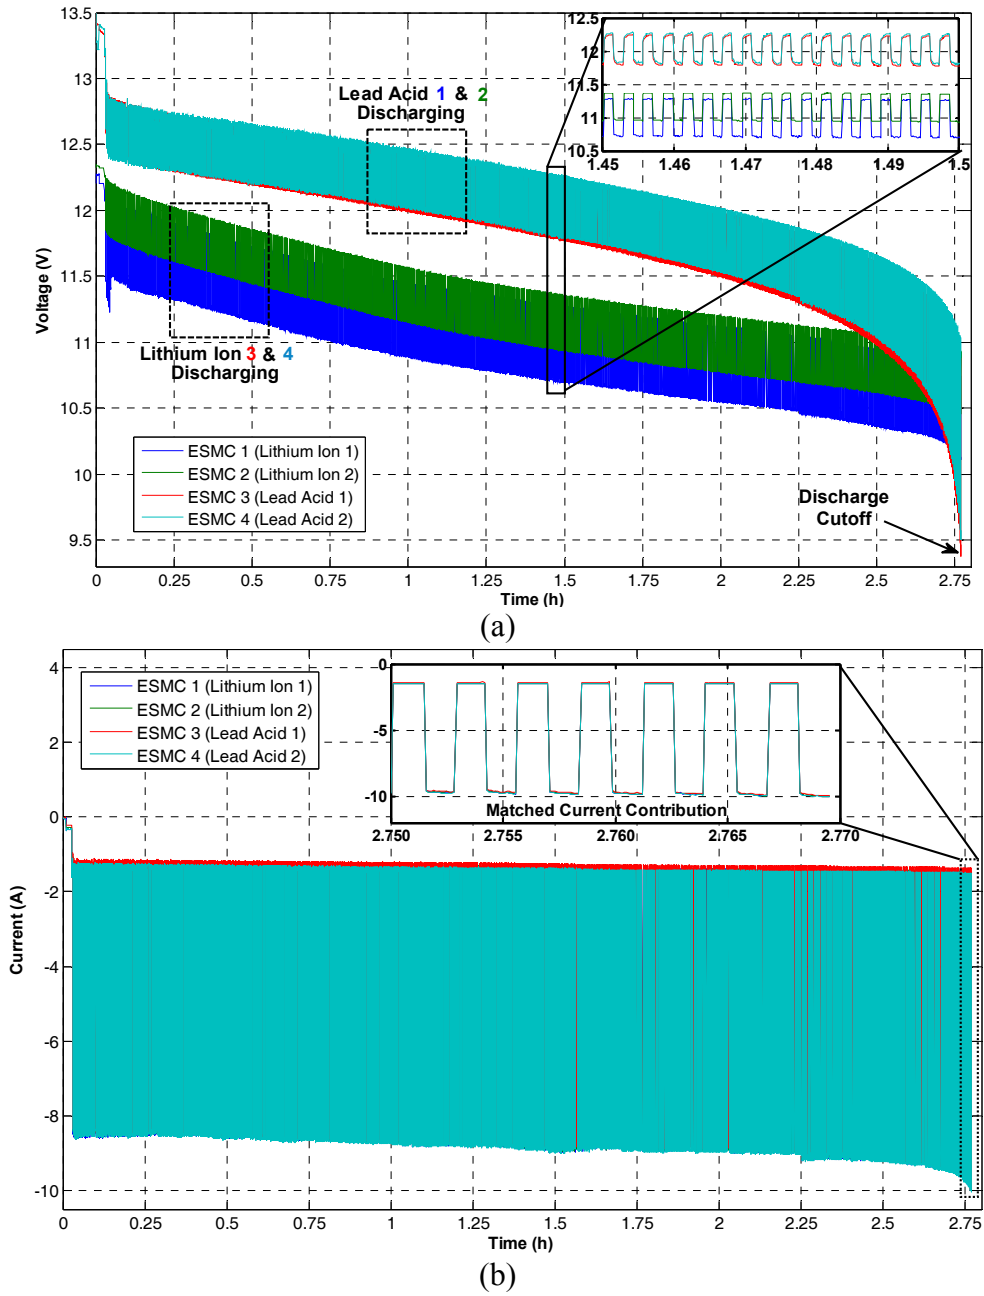 13.5
13
12.5
12
11.5
11
10.5
10
9.5
Voltage (V)
Lead Acid 1 & 2
Discharging
Lithium Ion 3 & 4
Discharging
ESMC 1 (Lithium Ion 1)
ESMC 2 (Lithium Ion 2)
ESMC 3 (Lead Acid 1)
ESMC 4 (Lead Acid 2)
12.5
12
11.5
11
10.5
1.45 1.46 1.47 1.48 1.49 1.5
Discharge
Cutoff
0 0.25 0.5 0.75 1 1.25 1.5 1.75 2 2.25 2.5 2.75
Time (h)
(a)
4
2
0
-2
-4
-6
-8
-10
Current (A)
ESMC 1 (Lithium Ion 1)
ESMC 2 (Lithium Ion 2)
ESMC 3 (Lead Acid 1)
ESMC 4 (Lead Acid 2)
0
-5
-10
Matched Current Contribution
2.750 2.755 2.760 2.765 2.770
0 0.25 0.5 0.75 1 1.25 1.5 1.75 2 2.25 2.5 2.75
Time (h)
(b)